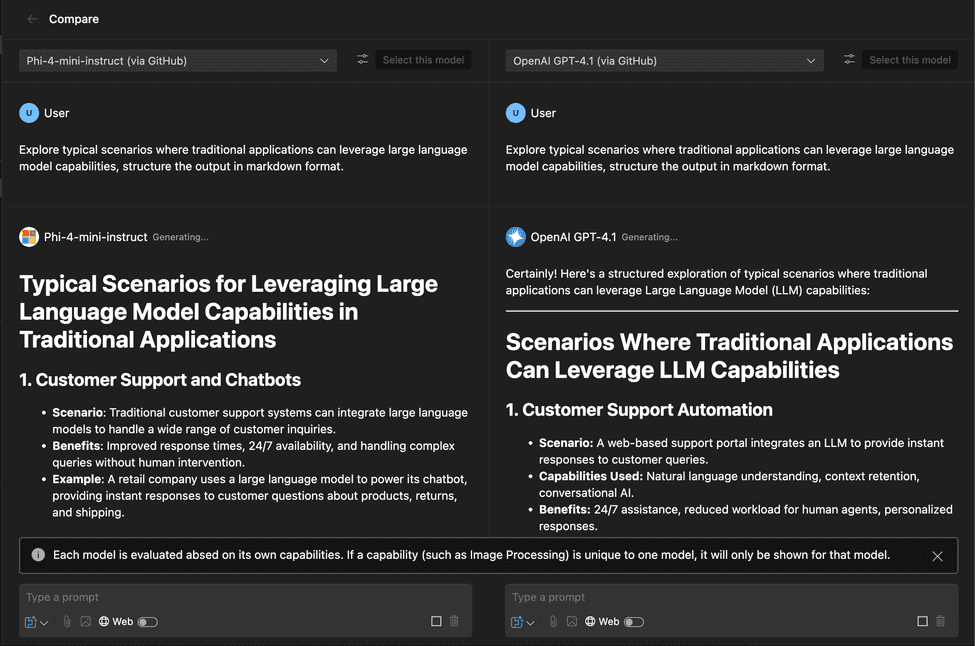 Compare
Phi-4-mini-instruct (via GitHub)
Select this model
OpenAI GPT-4.1 (via GitHub)
Select this model
U User
Explore typical scenarios where traditional applications can leverage large language
model capabilities, structure the output in markdown format.
Phi-4-mini-instruct Generating...
Typical Scenarios for Leveraging Large
Language Model Capabilities in
Traditional Applications
1. Customer Support and Chatbots
• Scenario: Traditional customer support systems can integrate large language
models to handle a wide range of customer inquiries.
• Benefits: Improved response times, 24/7 availability, and handling complex
queries without human intervention.
• Example: A retail company uses a large language model to power its chatbot,
providing instant responses to customer questions about products, returns,
and shipping.
U User
Explore typical scenarios where traditional applications can leverage large language
model capabilities, structure the output in markdown format.
OpenAI GPT-4.1 Generating...
Certainly! Here's a structured exploration of typical scenarios where traditional
applications can leverage Large Language Model (LLM) capabilities:
Scenarios Where Traditional Applications
Can Leverage LLM Capabilities
1. Customer Support Automation
• Scenario: A web-based support portal integrates an LLM to provide instant
responses to customer queries.
• Capabilities Used: Natural language understanding, context retention,
conversational AI.
• Benefits: 24/7 assistance, reduced workload for human agents, personalized
responses.
Each model is evaluated absed on its own capabilities. If a capability (such as Image Processing) is unique to one model, it will only be shown for that model.
Type a prompt
Web
Type a prompt
Web